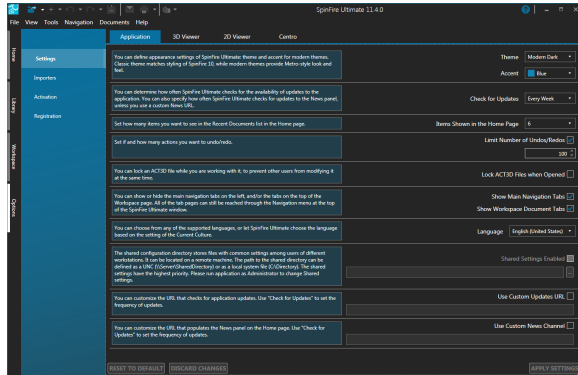 SpinFire Ultimate 11.4.0
File View Tools Navigation Documents Help
Application 3D Viewer 2D Viewer Centro
Home
Library
Workspace
Options
Settings
Importers
Activation
Registration
You can define appearance settings of SpinFire Ultimate: theme and accent for modern themes.
Classic theme matches styling of SpinFire 10, while modern themes provide Metro-style look and
feel.
Theme Modern Dark
Accent Blue
You can determine how often SpinFire Ultimate checks for the availability of updates to the
application. You can also specify how often SpinFire Ultimate checks for updates to the News panel,
unless you use a custom News URL.
Check for Updates Every Week
Set how many items you want to see in the Recent Documents list in the Home page.
Items Shown in the Home Page 6
Set if and how many actions you want to undo/redo.
Limit Number of Undos/Redos
100
You can lock an ACT3D file while you are working with it, to prevent other users from modifying it
at the same time.
Lock ACT3D Files when Opened
You can show or hide the main navigation tabs on the left, and/or the tabs on the top of the
Workspace page. All of the tab pages can still be reached through the Navigation menu at the top
of the SpinFire Ultimate window.
Show Main Navigation Tabs
Show Workspace Document Tabs
You can choose from any of the supported languages, or let SpinFire Ultimate choose the language
based on the setting of the Current Culture.
Language English (United States)
The shared configuration directory stores files with common settings among users of different
workstations. It can be located on a remote machine. The path to the shared directory can be
defined as a UNC (\\Server\SharedDirectory) or as a local system file (C:\Directory). The shared
settings have the highest priority. Please run application as Administrator to change Shared
settings.
Shared Settings Enabled
...
You can customize the URL that checks for application updates. Use "Check for Updates" to set the
frequency of updates.
Use Custom Updates URL
You can customize the URL that populates the News panel on the Home page. Use "Check for
Updates" to set the frequency of updates.
Use Custom News Channel
RESET TO DEFAULT DISCARD CHANGES APPLY SETTINGS